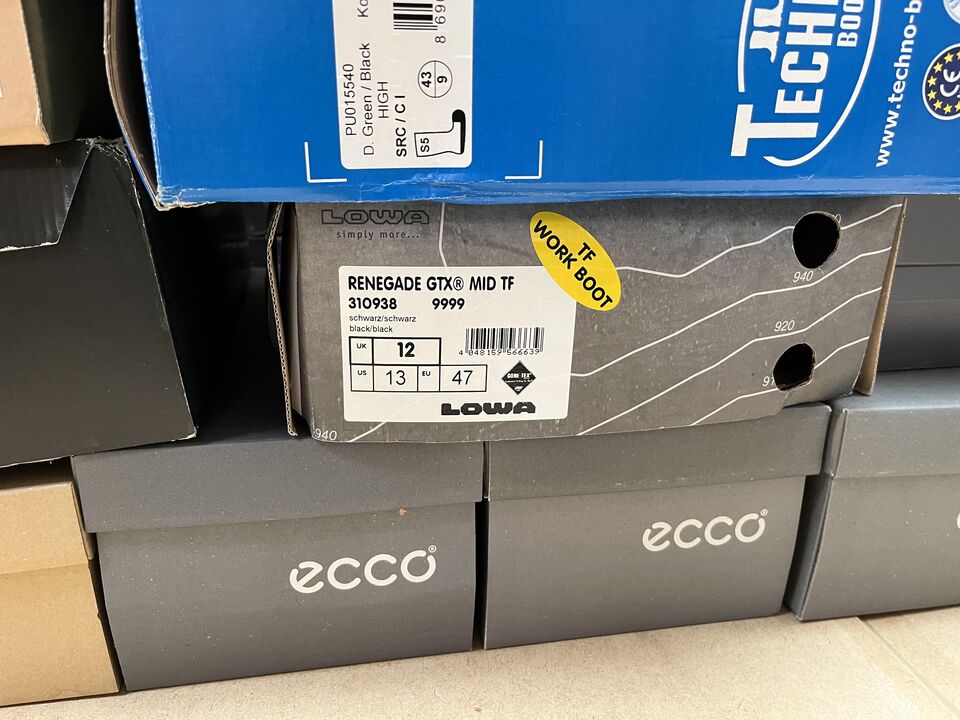 PU015540
D. Green / Black
HIGH
SRC / C I
43
9
S5
TECHN
BOO
www.techno-b
CE
LOWA
simply more...
TF
WORK BOOT
RENEGADE GTX® MID TF
310938 9999
schwarz/schwarz
black/black
UK 12
US 13 EU 47
4 048159 566639
GORE-TEX
LOWA
940
920
940
ecco®
ecco®